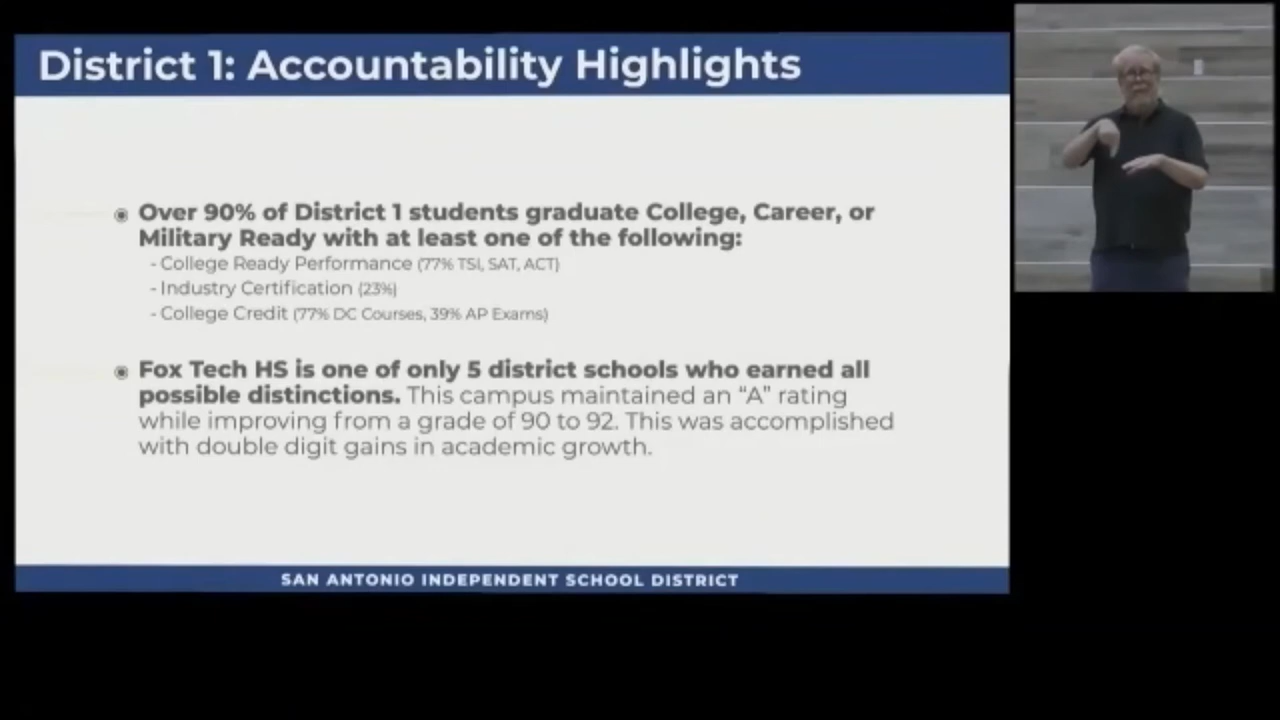 District 1: Accountability Highlights
Over 90% of District 1 students graduate College, Career, or
Military Ready with at least one of the following:
- College Ready Performance (77% TSI, SAT, ACT)
- Industry Certification (23%)
- College Credit (77% DC Courses, 39% AP Exams)
Fox Tech HS is one of only 5 district schools who earned all
possible distinctions. This campus maintained an “A” rating
while improving from a grade of 90 to 92. This was accomplished
with double digit gains in academic growth.
SAN ANTONIO INDEPENDENT SCHOOL DISTRICT